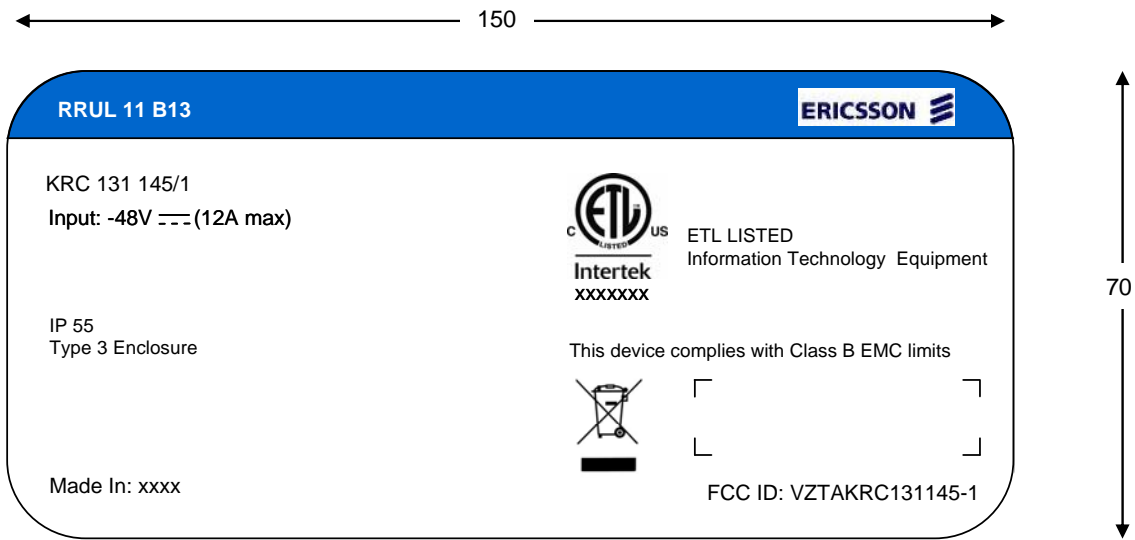 150
RRUL 11 B13
ERICSSON
KRC 131 145/1
Input: -48V (12A max)
ETL
C
US
LISTED
Intertek
xxxxxxx
ETL LISTED
Information Technology Equipment
70
IP 55
Type 3 Enclosure
This device complies with Class B EMC limits
Made In: xxxx
FCC ID: VZTAKRC131145-1